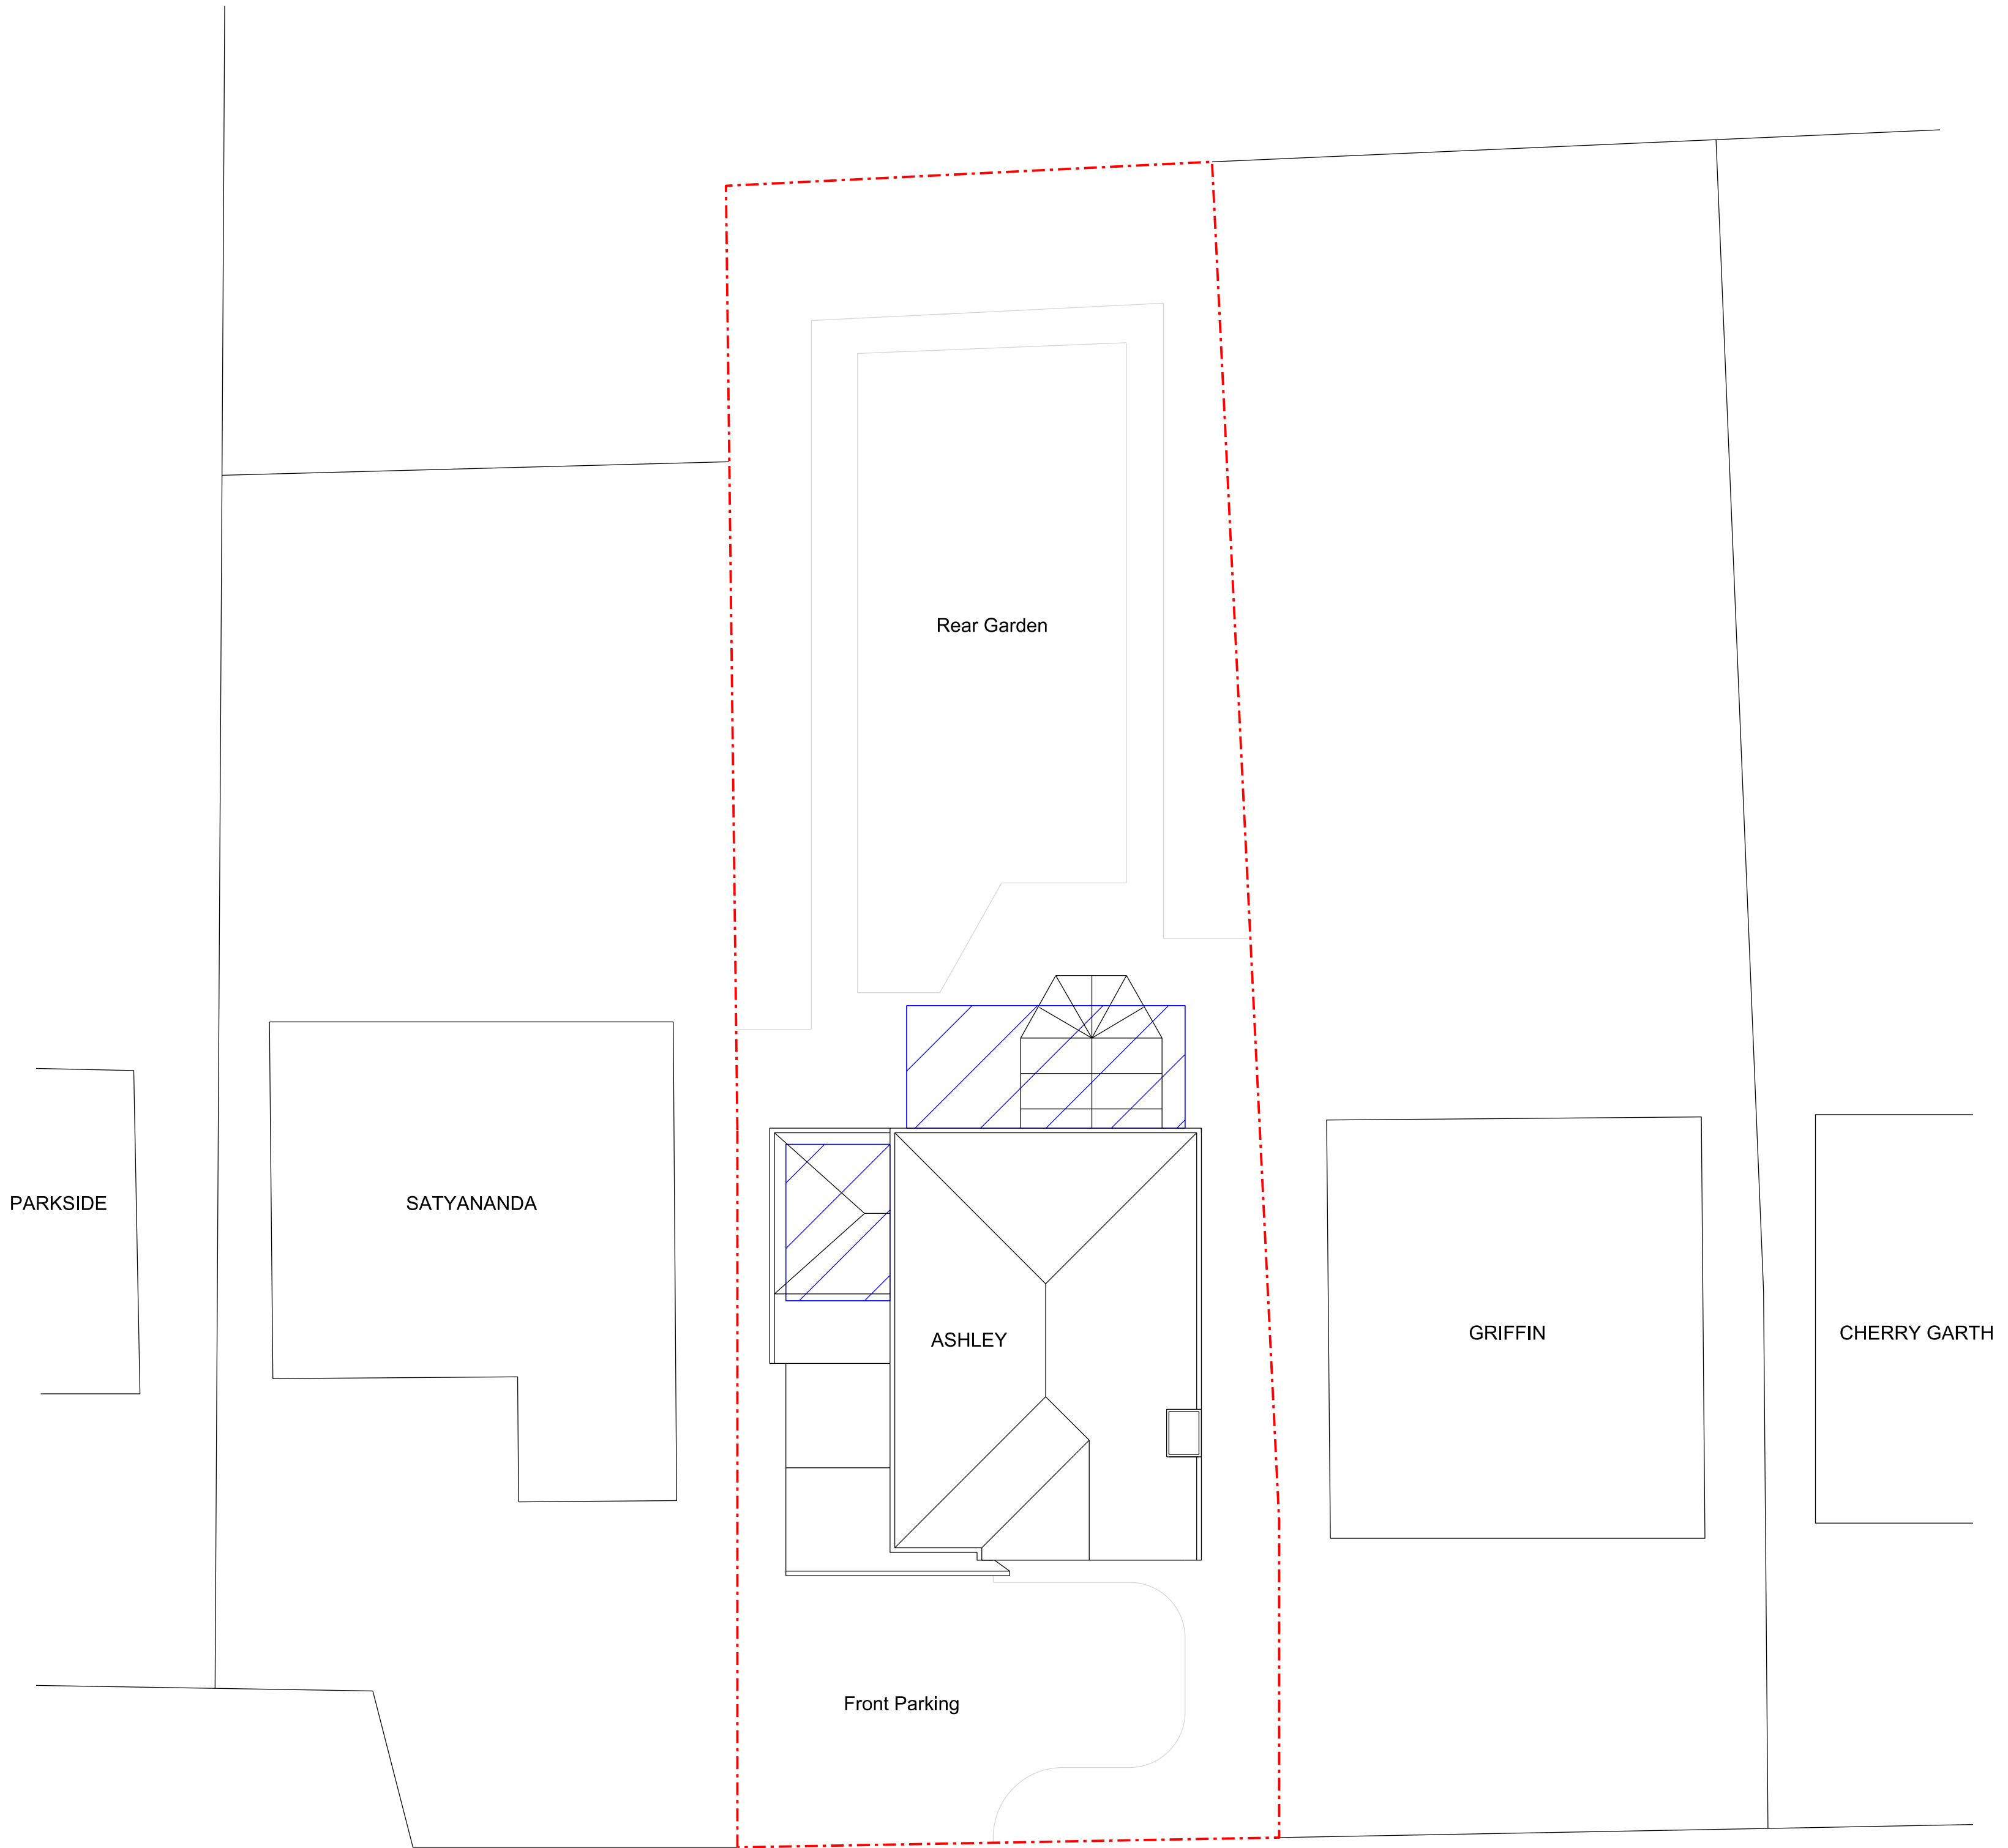 Rear Garden
PARKSIDE
SATYANANDA
ASHLEY
GRIFFIN
CHERRY GARTH
Front Parking